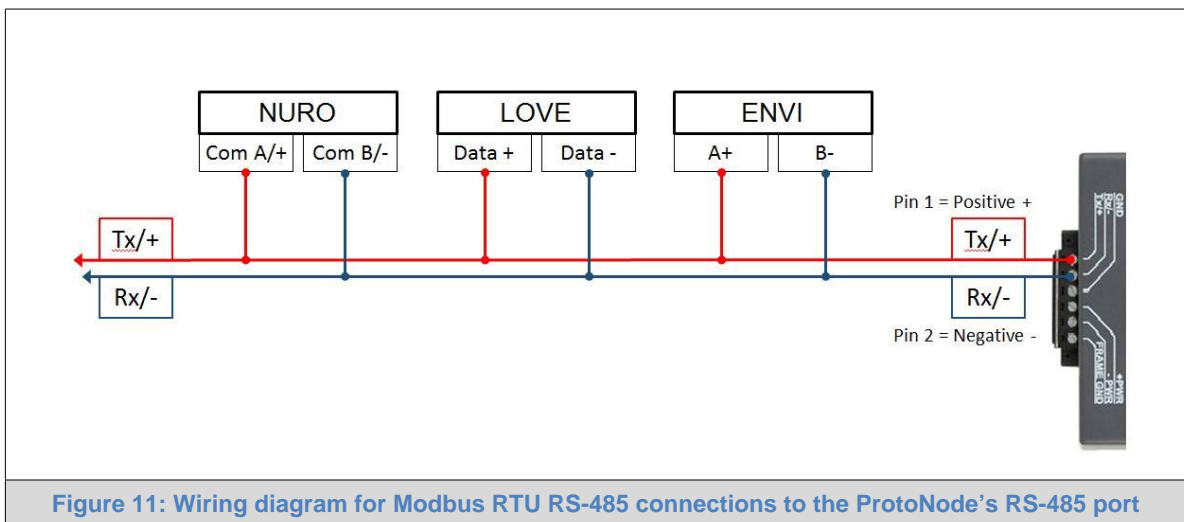 NURO
LOVE
ENVI
Com A/+
Com B/-
Data +
Data -
A+
B-
Pin 1 = Positive +
Tx/+
Tx/+
Rx/-
Rx/-
Pin 2 = Negative -
GND
Rx/-
Tx/+
+PWR
- PWR
FRAME GND
Figure 11: Wiring diagram for Modbus RTU RS-485 connections to the ProtoNode’s RS-485 port